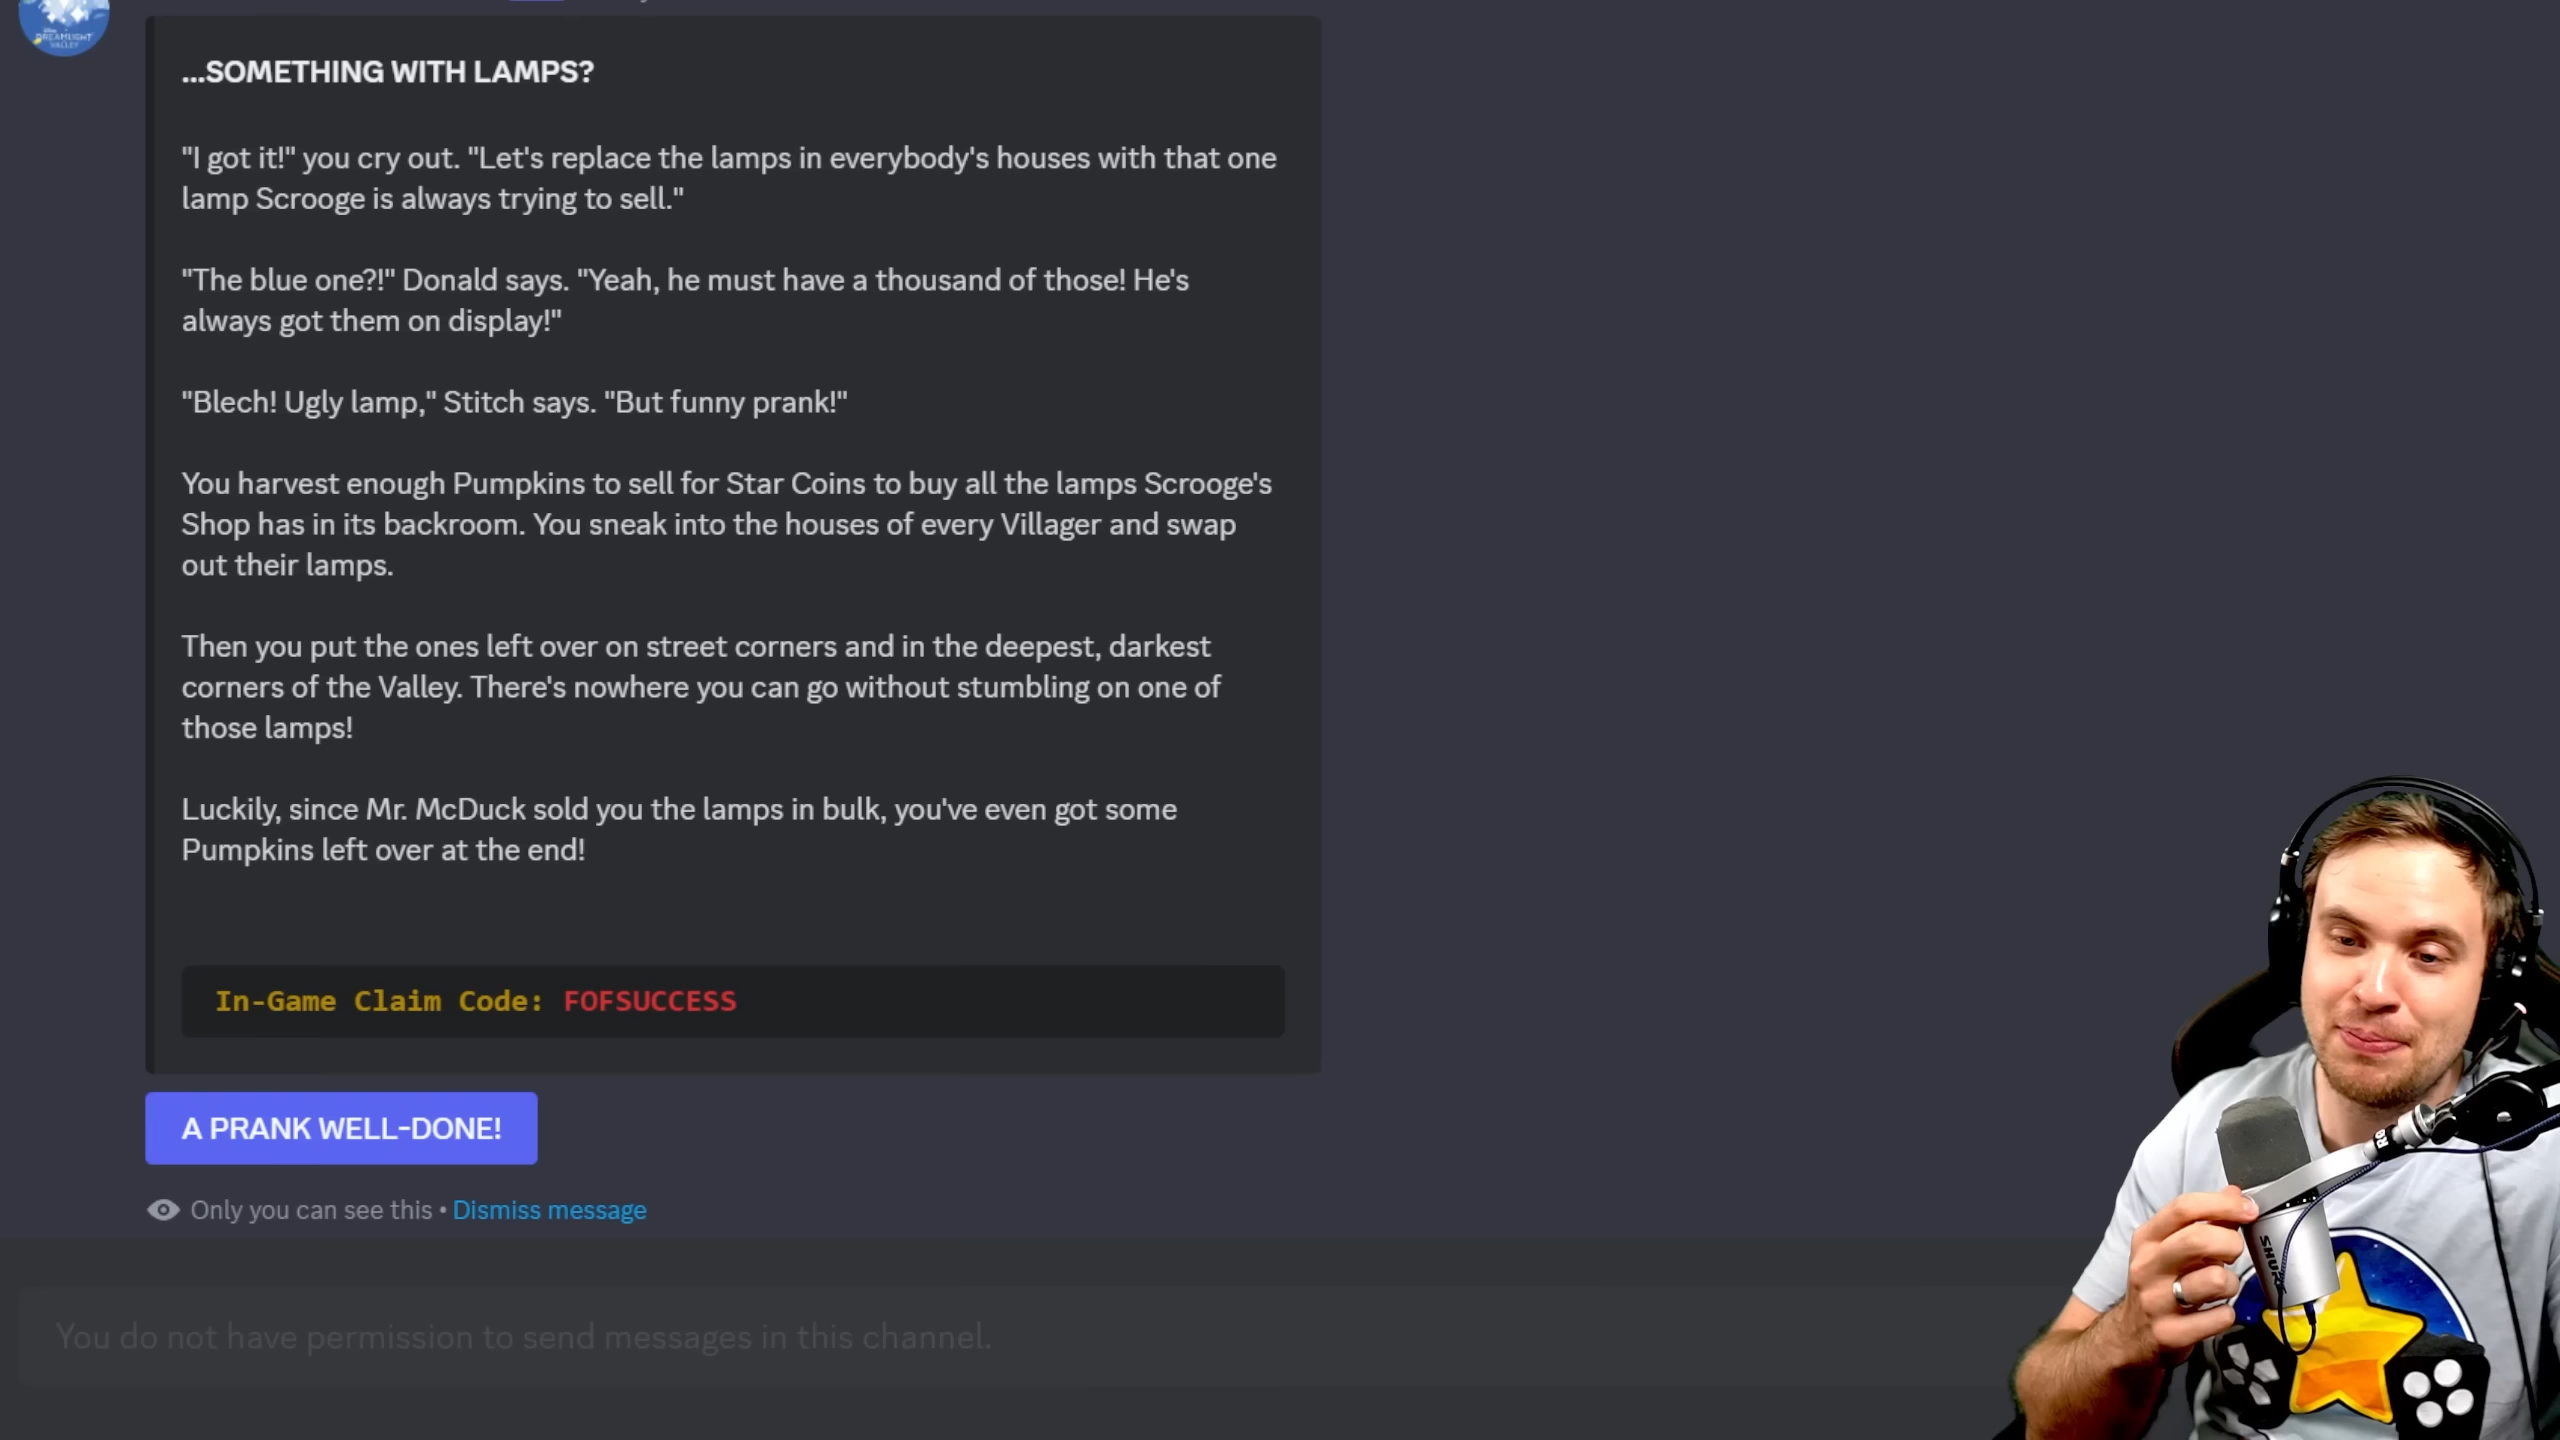 DREAMLIGHT
VALLEY
...SOMETHING WITH LAMPS?
"I got it!" you cry out. "Let's replace the lamps in everybody's houses with that one
lamp Scrooge is always trying to sell."
"The blue one?!" Donald says. "Yeah, he must have a thousand of those! He's
always got them on display!"
"Blech! Ugly lamp," Stitch says. "But funny prank!"
You harvest enough Pumpkins to sell for Star Coins to buy all the lamps Scrooge's
Shop has in its backroom. You sneak into the houses of every Villager and swap
out their lamps.
Then you put the ones left over on street corners and in the deepest, darkest
corners of the Valley. There's nowhere you can go without stumbling on one of
those lamps!
Luckily, since Mr. McDuck sold you the lamps in bulk, you've even got some
Pumpkins left over at the end!
In-Game Claim Code: FOFSUCCESS
A PRANK WELL-DONE!
Only you can see this • Dismiss message
You do not have permission to send messages in this channel.
SHURE